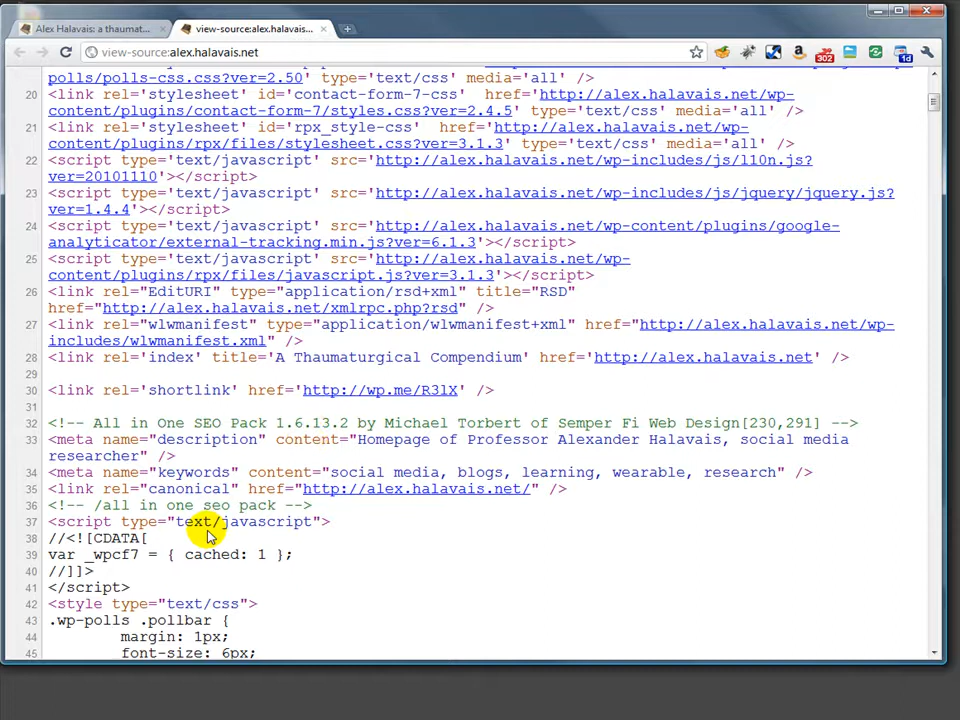 Alex Halavais: a thaumat...
view-source:alex.halavais...
view-source:alex.halavais.net
302
1d
polls/polls-css.css?ver=2.50' type='text/css' media='all' />
20 <link rel='stylesheet' id='contact-form-7-css'  href='http://alex.halavais.net/wp-
content/plugins/contact-form-7/styles.css?ver=2.4.5' type='text/css' media='all' />
21 <link rel='stylesheet' id='rpx_style-css'  href='http://alex.halavais.net/wp-
content/plugins/rpx/files/stylesheet.css?ver=3.1.3' type='text/css' media='all' />
22 <script type='text/javascript' src='http://alex.halavais.net/wp-includes/js/l10n.js?
ver=20101110'></script>
23 <script type='text/javascript' src='http://alex.halavais.net/wp-includes/js/jquery/jquery.js?
ver=1.4.4'></script>
24 <script type='text/javascript' src='http://alex.halavais.net/wp-content/plugins/google-
analyticator/external-tracking.min.js?ver=6.1.3'></script>
25 <script type='text/javascript' src='http://alex.halavais.net/wp-
content/plugins/rpx/files/javascript.js?ver=3.1.3'></script>
26 <link rel="EditURI" type="application/rsd+xml" title="RSD"
href="http://alex.halavais.net/xmlrpc.php?rsd" />
27 <link rel="wlwmanifest" type="application/wlwmanifest+xml" href="http://alex.halavais.net/wp-
includes/wlwmanifest.xml" />
28 <link rel='index' title='A Thaumaturgical Compendium' href='http://alex.halavais.net' />
29
30 <link rel='shortlink' href='http://wp.me/R3lX' />
31
32 <!-- All in One SEO Pack 1.6.13.2 by Michael Torbert of Semper Fi Web Design[230,291] -->
33 <meta name="description" content="Homepage of Professor Alexander Halavais, social media
researcher" />
34 <meta name="keywords" content="social media, blogs, learning, wearable, research" />
35 <link rel="canonical" href="http://alex.halavais.net/" />
36 <!-- /all in one seo pack -->
37 <script type="text/javascript">
38 //<![CDATA[
39 var _wpcf7 = { cached: 1 };
40 //]]>
41 </script>
42 <style type="text/css">
43 .wp-polls .pollbar {
44 margin: 1px;
45 font-size: 6px;